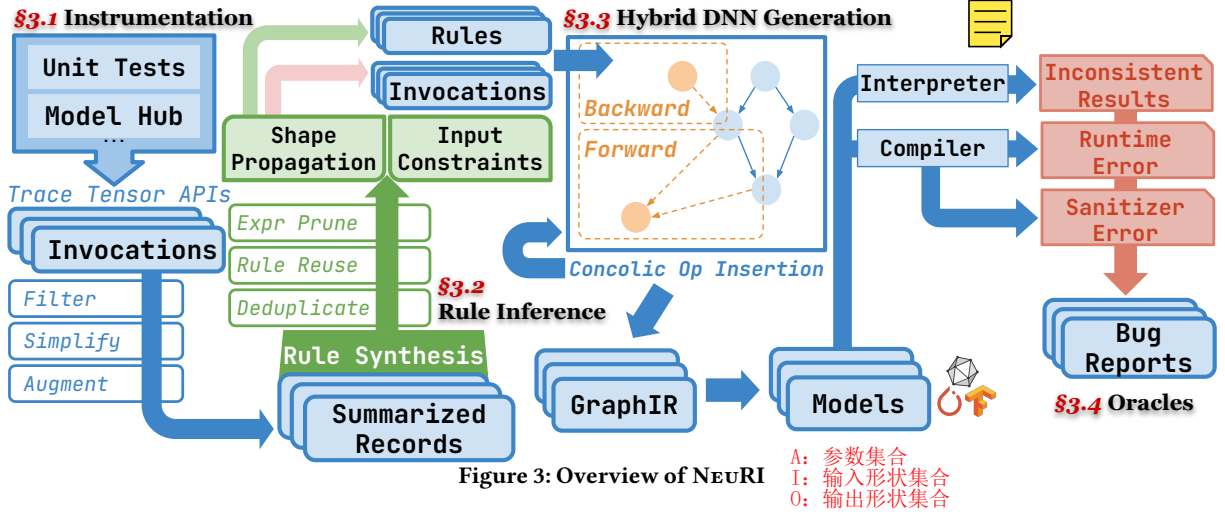 §3.1 Instrumentation
Unit Tests
Model Hub
...
Trace Tensor APIs
Invocations
Filter
Simplify
Augment
Rules
Invocations
Shape
Propagation
Input
Constraints
Expr Prune
Rule Reuse
Deduplicate
§3.2
Rule Inference
Rule Synthesis
Summarized
Records
§3.3 Hybrid DNN Generation
Backward
Forward
Concolic Op Insertion
GraphIR
Models
Interpreter
Compiler
Inconsistent
Results
Runtime
Error
Sanitizer
Error
Bug
Reports
§3.4 Oracles
Figure 3: Overview of NEURI
A: 参数集合
I: 输入形状集合
O: 输出形状集合